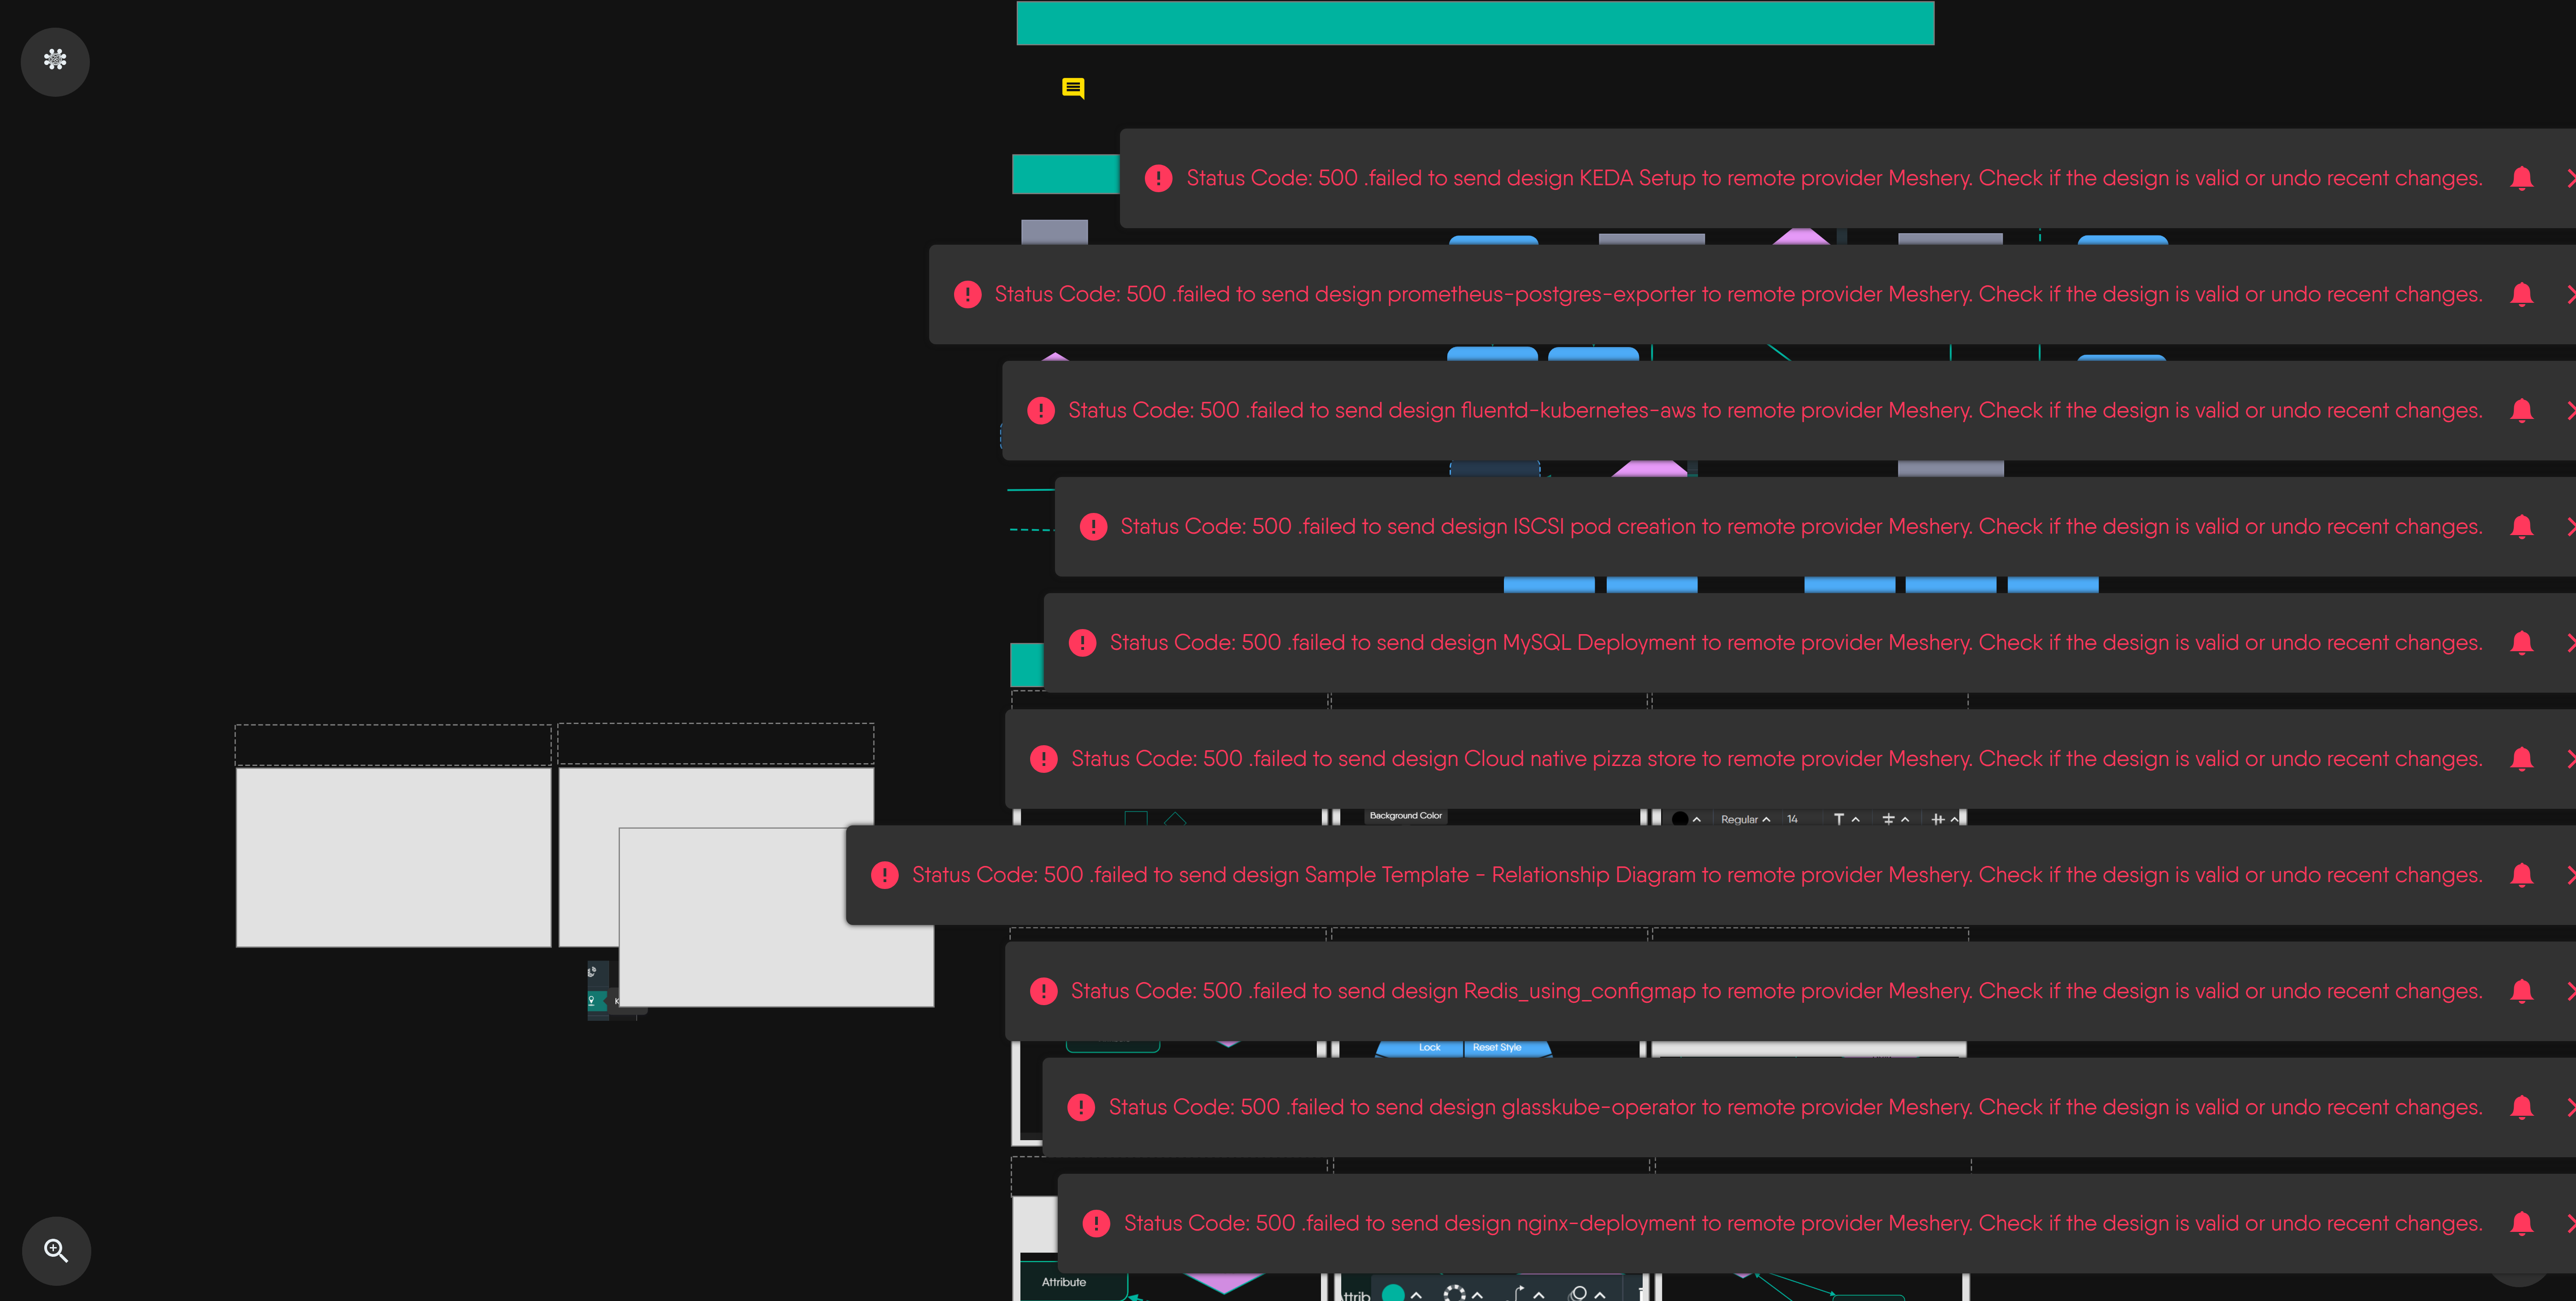 Status Code: 500 .failed to send design KEDA Setup to remote provider Meshery. Check if the design is valid or undo recent changes.
Status Code: 500 .failed to send design prometheus-postgres-exporter to remote provider Meshery. Check if the design is valid or undo recent changes.
Status Code: 500 .failed to send design fluentd-kubernetes-aws to remote provider Meshery. Check if the design is valid or undo recent changes.
Status Code: 500 .failed to send design ISCSI pod creation to remote provider Meshery. Check if the design is valid or undo recent changes.
Status Code: 500 .failed to send design MySQL Deployment to remote provider Meshery. Check if the design is valid or undo recent changes.
Status Code: 500 .failed to send design Cloud native pizza store to remote provider Meshery. Check if the design is valid or undo recent changes.
Background Color
Regular 14
Status Code: 500 .failed to send design Sample Template - Relationship Diagram to remote provider Meshery. Check if the design is valid or undo recent changes.
Status Code: 500 .failed to send design Redis_using_configmap to remote provider Meshery. Check if the design is valid or undo recent changes.
Lock Reset Style
Status Code: 500 .failed to send design glasskube-operator to remote provider Meshery. Check if the design is valid or undo recent changes.
Status Code: 500 .failed to send design nginx-deployment to remote provider Meshery. Check if the design is valid or undo recent changes.
Attribute